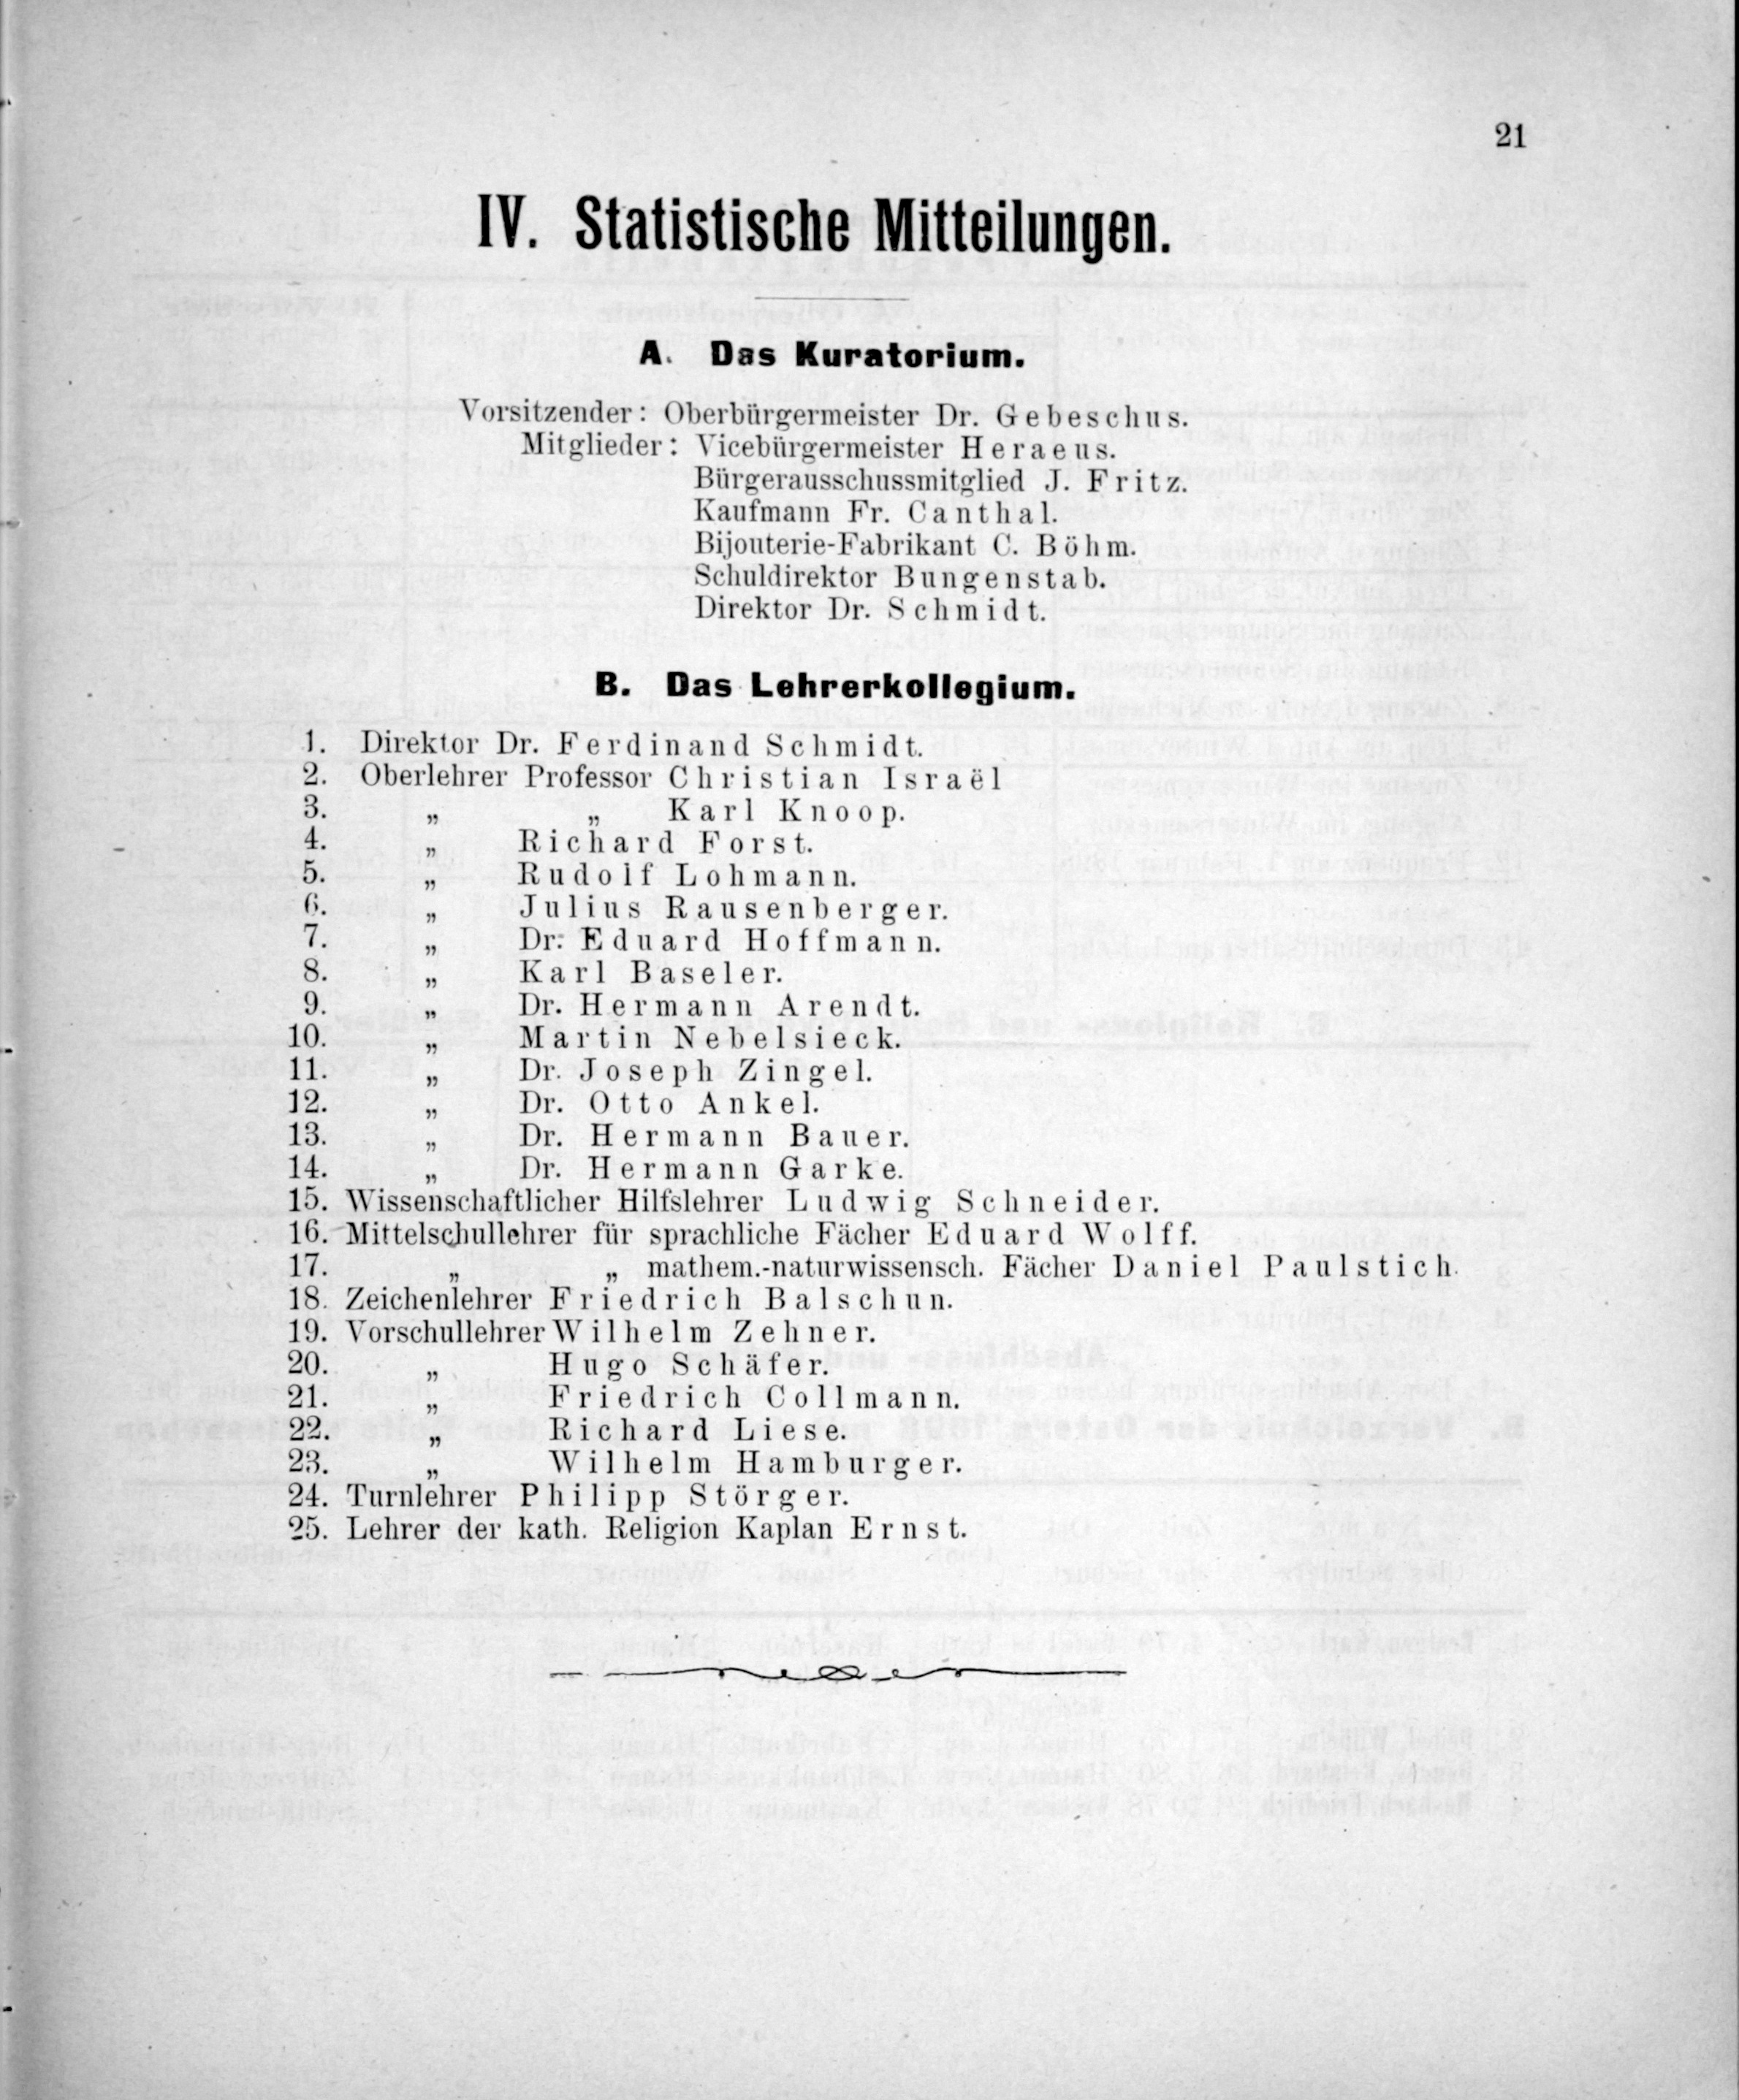 21
IV. Statistische Mitteilungen.
A. Das Kuratorium.
Vorsitzender: Oberbürgermeister Dr. Gebeschus.
Mitglieder: Vicebürgermeister Heraeus.
Bürgerausschussmitglied J. Fritz.
Kaufmann Fr. Canthal.
Bijouterie-Fabrikant C. Böhm.
Schuldirektor Bungenstab.
Direktor Dr. Schmidt.
B. Das Lehrerkollegium.
1. Direktor Dr. Ferdinand Schmidt.
2. Oberlehrer Professor Christian Israël
3. „ „ Karl Knoop.
4. „ Richard Forst.
5. „ Rudolf Lohmann.
6. „ Julius Rausenberger.
7. „ Dr. Eduard Hoffmann.
8. „ Karl Baseler.
9. „ Dr. Hermann Arendt.
10. „ Martin Nebelsieck.
11. „ Dr. Joseph Zingel.
12. „ Dr. Otto Ankel.
13. „ Dr. Hermann Bauer.
14. „ Dr. Hermann Garke.
15. Wissenschaftlicher Hilfslehrer Ludwig Schneider.
16. Mittelschullehrer für sprachliche Fächer Eduard Wolff.
17. „ „ mathem.-naturwissensch. Fächer Daniel Paulstich.
18. Zeichenlehrer Friedrich Balschun.
19. Vorschullehrer Wilhelm Zehner.
20. „ Hugo Schäfer.
21. „ Friedrich Collmann.
22. „ Richard Liese.
23. „ Wilhelm Hamburger.
24. Turnlehrer Philipp Störger.
25. Lehrer der kath. Religion Kaplan Ernst.